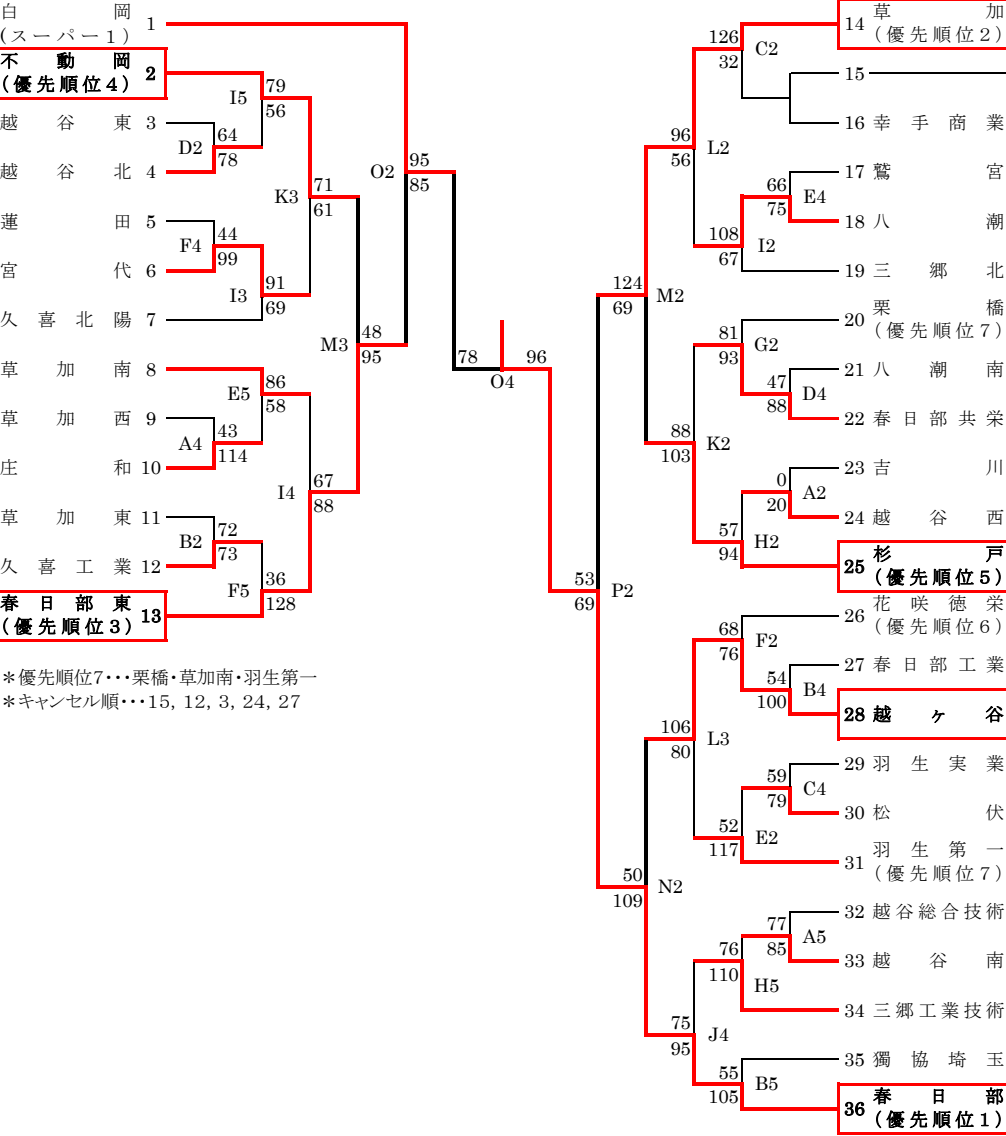 白岡 1
(スーパー1)
不動岡 2
(優先順位4)
越谷東 3
越谷北 4
蓮田 5
宮代 6
久喜北陽 7
草加南 8
草加西 9
庄和 10
草加東 11
久喜工業 12
春日部東 13
(優先順位3)
D2 64 78
I5 79 56
F4 44 99
I3 91 69
K3 71 61
A4 43 114
E5 86 58
B2 72 73
F5 36 128
I4 67 88
M3 48 95
O2 95 85
78 O4 96
*優先順位7・・・栗橋・草加南・羽生第一
*キャンセル順・・・15, 12, 3, 24, 27
14 草加
(優先順位2)
15
16 幸手商業
17 鷲宮
18 八潮
19 三郷北
20 栗橋
(優先順位7)
21 八潮南
22 春日部共栄
23 吉川
24 越谷西
25 杉戸
(優先順位5)
26 花咲徳栄
(優先順位6)
27 春日部工業
28 越ヶ谷
29 羽生実業
30 松伏
31 羽生第一
(優先順位7)
32 越谷総合技術
33 越谷南
34 三郷工業技術
35 獨協埼玉
36 春日部
(優先順位1)
126 32 C2
96 56 L2
66 75 E4
108 67 I2
124 69 M2
81 93 G2
47 88 D4
88 103 K2
0 20 A2
57 94 H2
53 69 P2
68 76 F2
54 100 B4
106 80 L3
59 79 C4
52 117 E2
50 109 N2
77 85 A5
76 110 H5
75 95 J4
55 105 B5